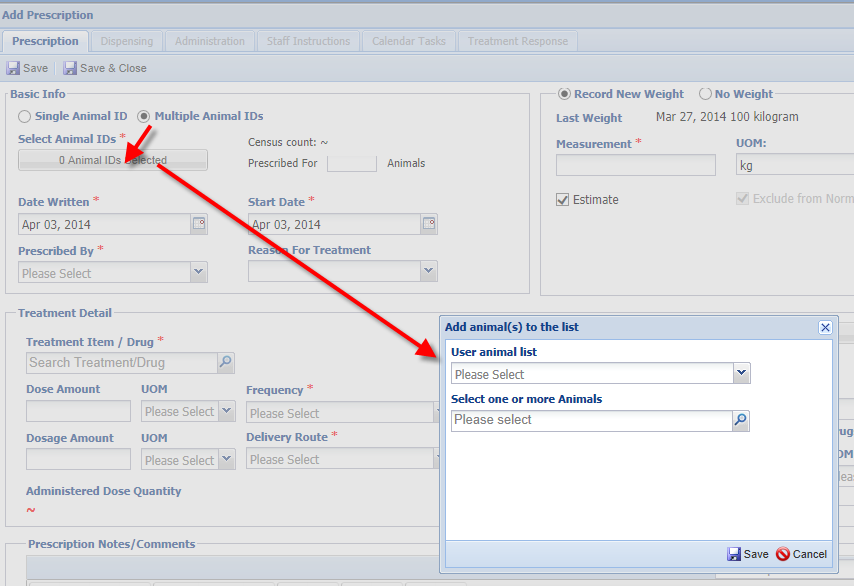 Add Prescription
Prescription Dispensing Administration Staff Instructions Calendar Tasks Treatment Response
Save Save & Close
Basic Info
Single Animal ID Multiple Animal IDs
Select Animal IDs *
0 Animal IDs Selected
Census count: ~
Prescribed For Animals
Date Written * Start Date *
Apr 03, 2014 Apr 03, 2014
Prescribed By * Reason For Treatment
Please Select
Record New Weight No Weight
Last Weight Mar 27, 2014 100 kilogram
Measurement * UOM:
kg
Estimate Exclude from Norm
Treatment Detail
Treatment Item / Drug *
Search Treatment/Drug
Dose Amount UOM Frequency *
Please Select Please Select
Dosage Amount UOM Delivery Route *
Please Select Please Select
Administered Dose Quantity
~
Prescription Notes/Comments
Add animal(s) to the list
User animal list
Please Select
Select one or more Animals
Please select
Save Cancel